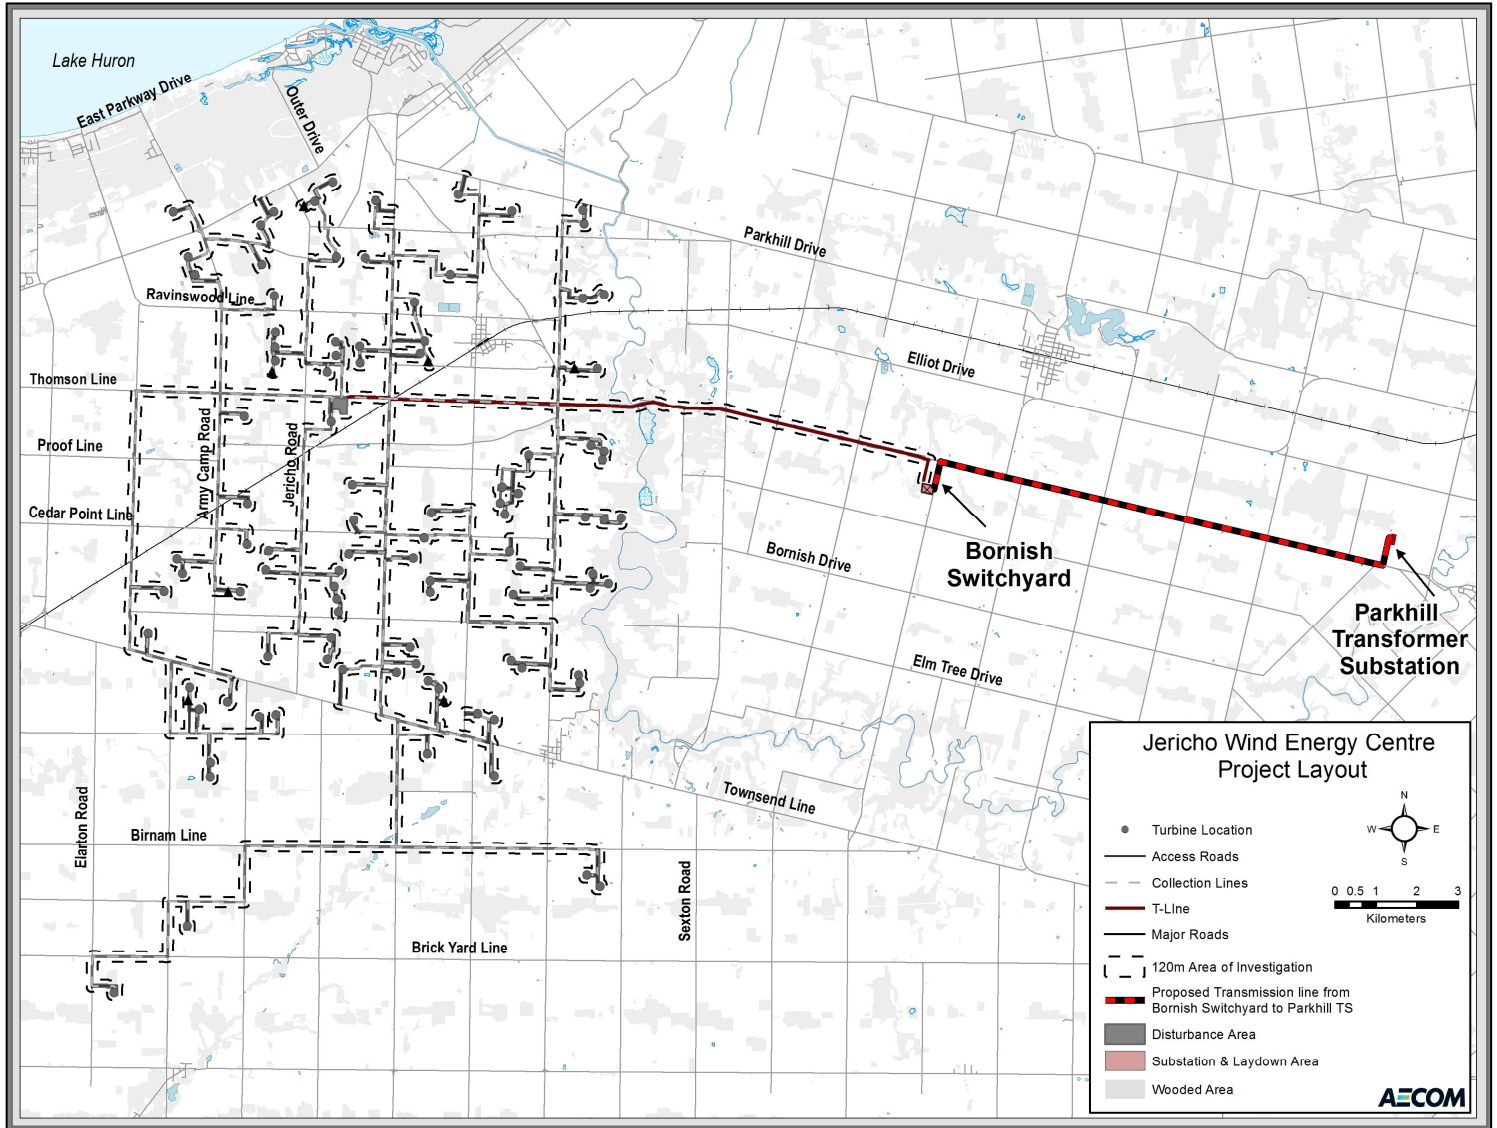 Lake Huron
East Parkway Drive
Outer Drive
Parkhill Drive
Ravinswood Line
Elliot Drive
Thomson Line
Army Camp Road
Jericho Road
Proof Line
Cedar Point Line
Bornish
Switchyard
Bornish Drive
Parkhill
Transformer
Substation
Elm Tree Drive
Townsend Line
Elarton Road
Birnam Line
Sexton Road
Brick Yard Line
Jericho Wind Energy Centre
Project Layout
N
W E
S
Turbine Location
Access Roads
Collection Lines
T-LIne
Major Roads
0 0.5 1 2 3
Kilometers
120m Area of Investigation
Proposed Transmission line from
Bornish Switchyard to Parkhill TS
Disturbance Area
Substation & Laydown Area
Wooded Area
AECOM